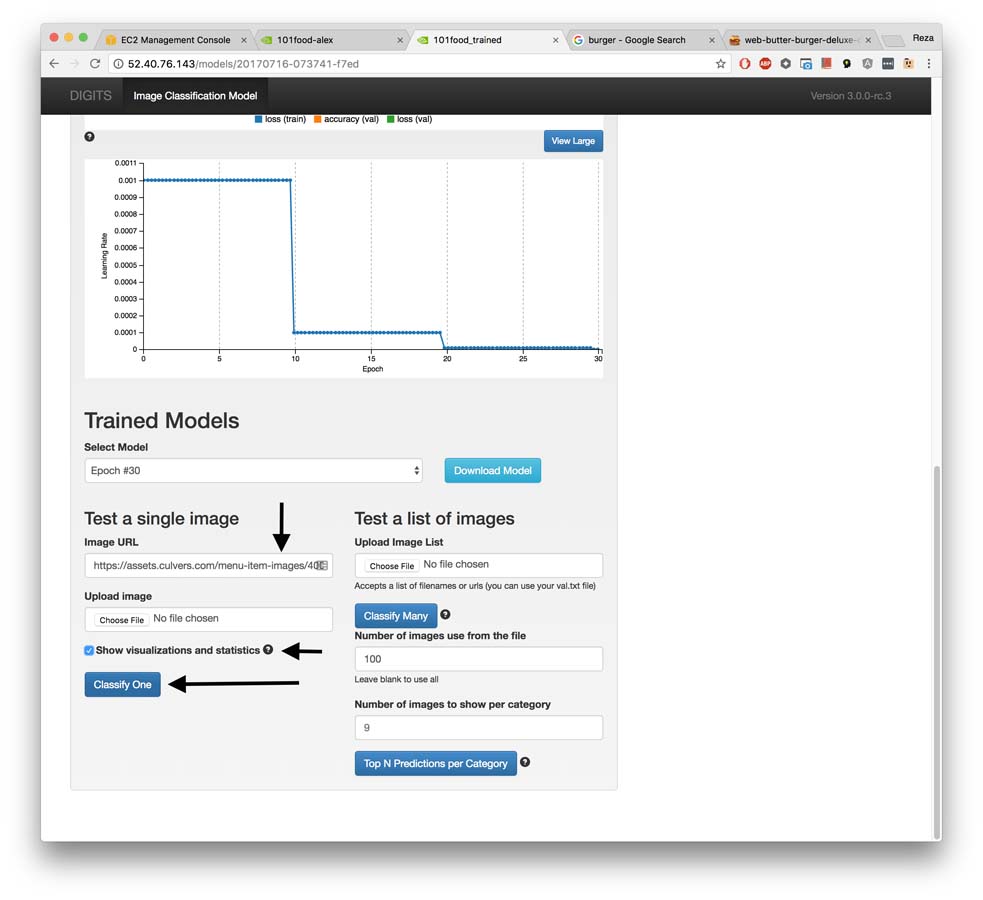 EC2 Management Console
101food-alex
101food_trained
burger - Google Search
web-butter-burger-deluxe-
Reza
52.40.76.143/models/20170716-073741-f7ed
ABP
DIGITS
Image Classification Model
Version 3.0.0-rc.3
loss (train)
accuracy (val)
loss (val)
View Large
0.0011
0.001
0.0009
0.0008
0.0007
0.0006
0.0005
0.0004
0.0003
0.0002
0.0001
0
Learning Rate
0 5 10 15 20 25 30
Epoch
Trained Models
Select Model
Epoch #30
Download Model
Test a single image
Image URL
https://assets.culvers.com/menu-item-images/40
Upload image
Choose File No file chosen
Show visualizations and statistics ?
Classify One
Test a list of images
Upload Image List
Choose File No file chosen
Accepts a list of filenames or urls (you can use your val.txt file)
Classify Many ?
Number of images use from the file
100
Leave blank to use all
Number of images to show per category
9
Top N Predictions per Category ?